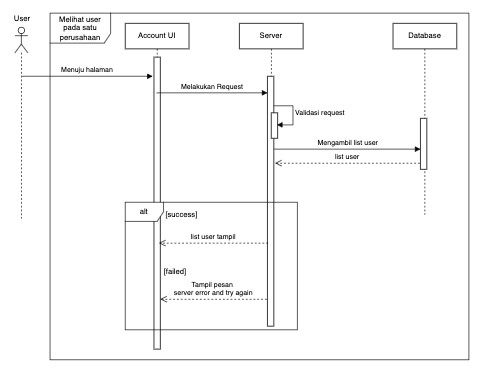 User
Melihat user
pada satu
perusahaan
Account UI
Server
Database
Menuju halaman
Melakukan Request
Validasi request
Mengambil list user
list user
alt
[success]
list user tampil
[failed]
Tampil pesan
server error and try again